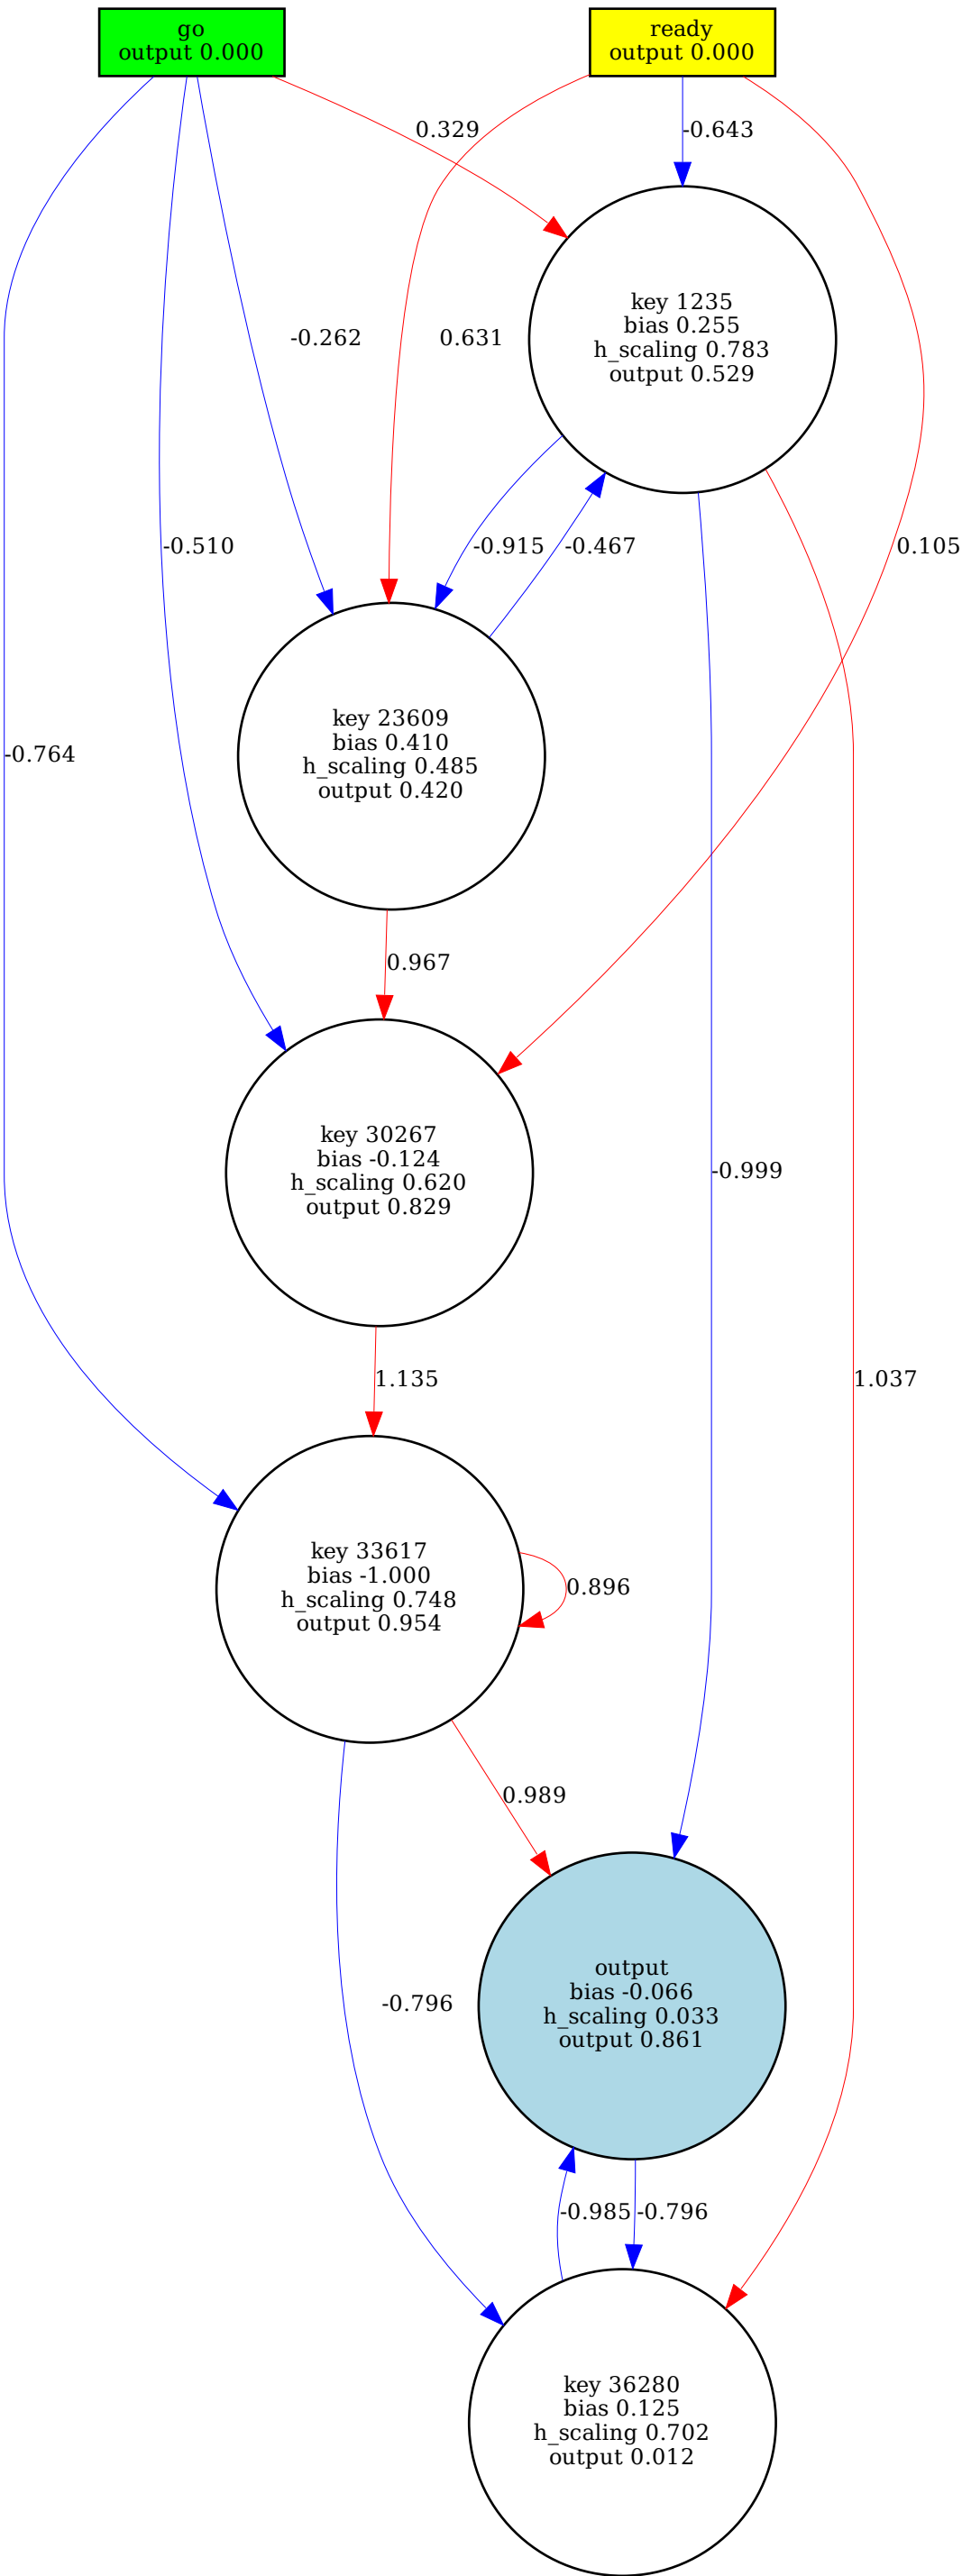 go
output 0.000
ready
output 0.000
0.329
-0.643
key 1235
bias 0.255
h_scaling 0.783
output 0.529
-0.262
0.631
-0.510
-0.915
-0.467
0.105
key 23609
bias 0.410
h_scaling 0.485
output 0.420
-0.764
0.967
key 30267
bias -0.124
h_scaling 0.620
output 0.829
-0.999
1.135
1.037
key 33617
bias -1.000
h_scaling 0.748
output 0.954
0.896
0.989
-0.796
output
bias -0.066
h_scaling 0.033
output 0.861
-0.985
-0.796
key 36280
bias 0.125
h_scaling 0.702
output 0.012